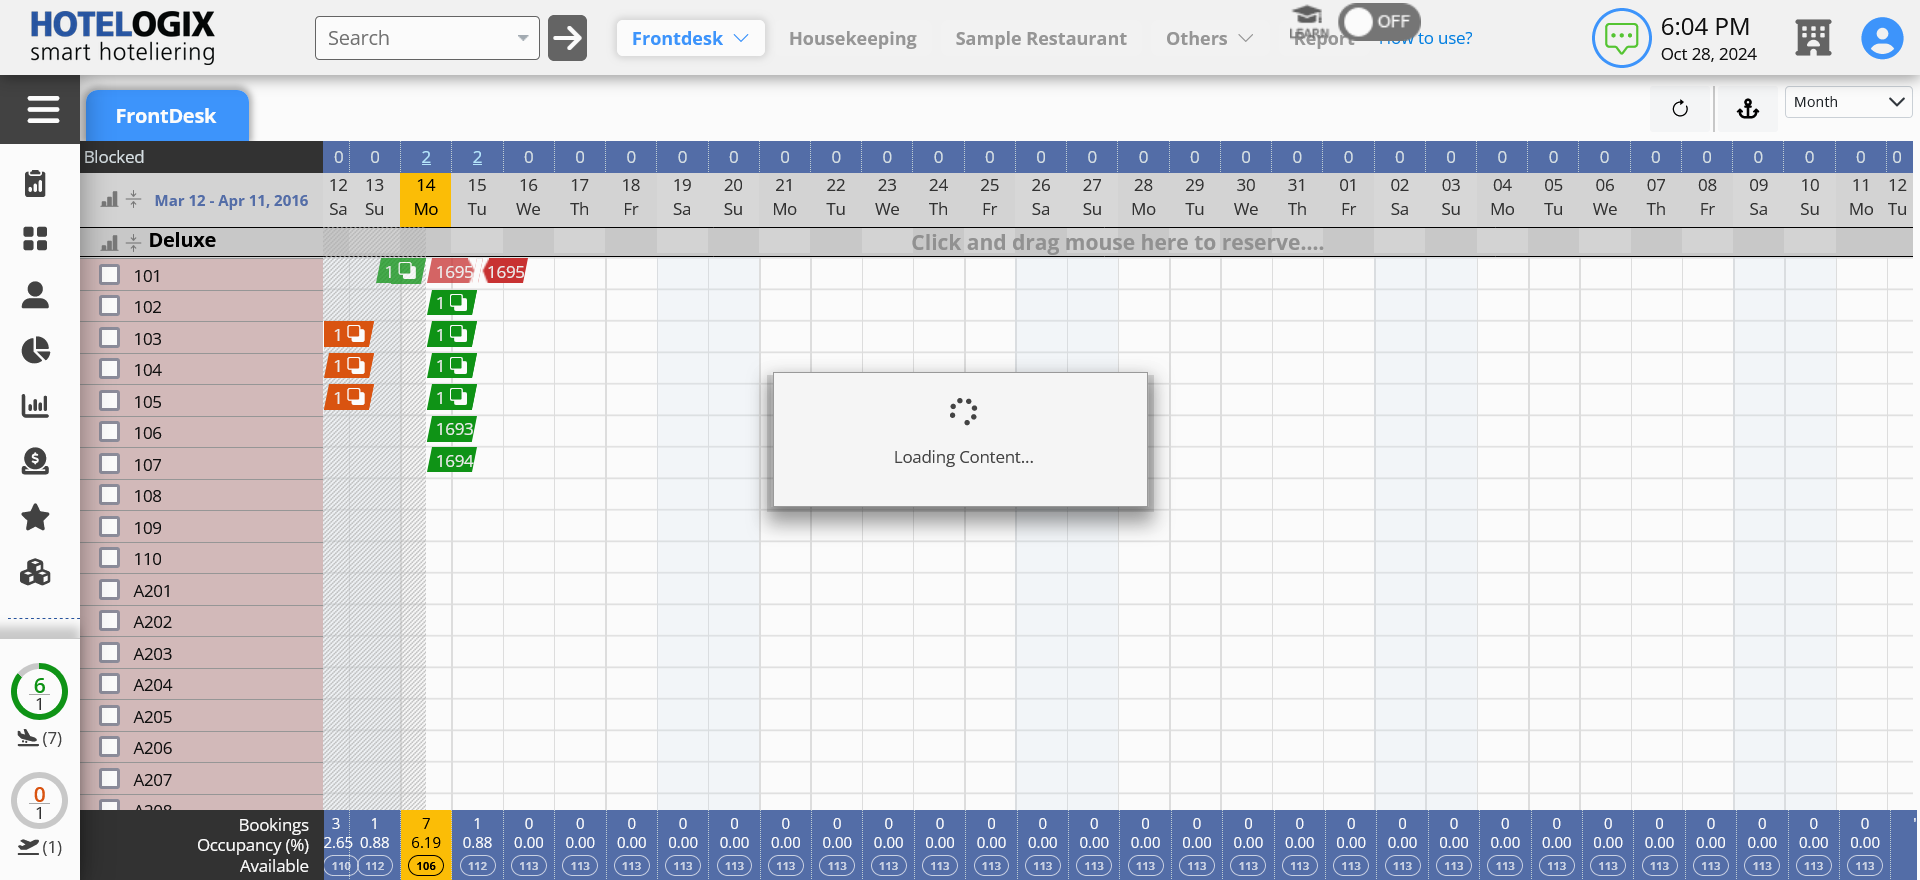 HOTELOGIX
smart hoteliering
Search
Frontdesk
Housekeeping
Sample Restaurant
Others
Report
LEARN
OFF
How to use?
6:04 PM
Oct 28, 2024
FrontDesk
Month
Blocked 0 0 2 2 0 0 0 0 0 0 0 0 0 0 0 0 0 0 0 0 0 0 0 0 0 0 0 0 0 0 0 0
Mar 12 - Apr 11, 2016
12 13 14 15 16 17 18 19 20 21 22 23 24 25 26 27 28 29 30 31 01 02 03 04 05 06 07 08 09 10 11 12
Sa Su Mo Tu We Th Fr Sa Su Mo Tu We Th Fr Sa Su Mo Tu We Th Fr Sa Su Mo Tu We Th Fr Sa Su Mo Tu
Deluxe
Click and drag mouse here to reserve....
101 1 1695 1695
102 1
103 1 1
104 1 1
105 1 1
106 1693
107 1694
108
109
110
A201
A202
A203
A204
A205
A206
A207
A208
Loading Content...
6
1
(7)
0
1
(1)
Bookings 3 1 7 1 0 0 0 0 0 0 0 0 0 0 0 0 0 0 0 0 0 0 0 0 0 0 0 0 0 0 0
Occupancy (%) 2.65 0.88 6.19 0.88 0.00 0.00 0.00 0.00 0.00 0.00 0.00 0.00 0.00 0.00 0.00 0.00 0.00 0.00 0.00 0.00 0.00 0.00 0.00 0.00 0.00 0.00 0.00 0.00 0.00 0.00 0.00
Available 110 112 106 112 113 113 113 113 113 113 113 113 113 113 113 113 113 113 113 113 113 113 113 113 113 113 113 113 113 113 113